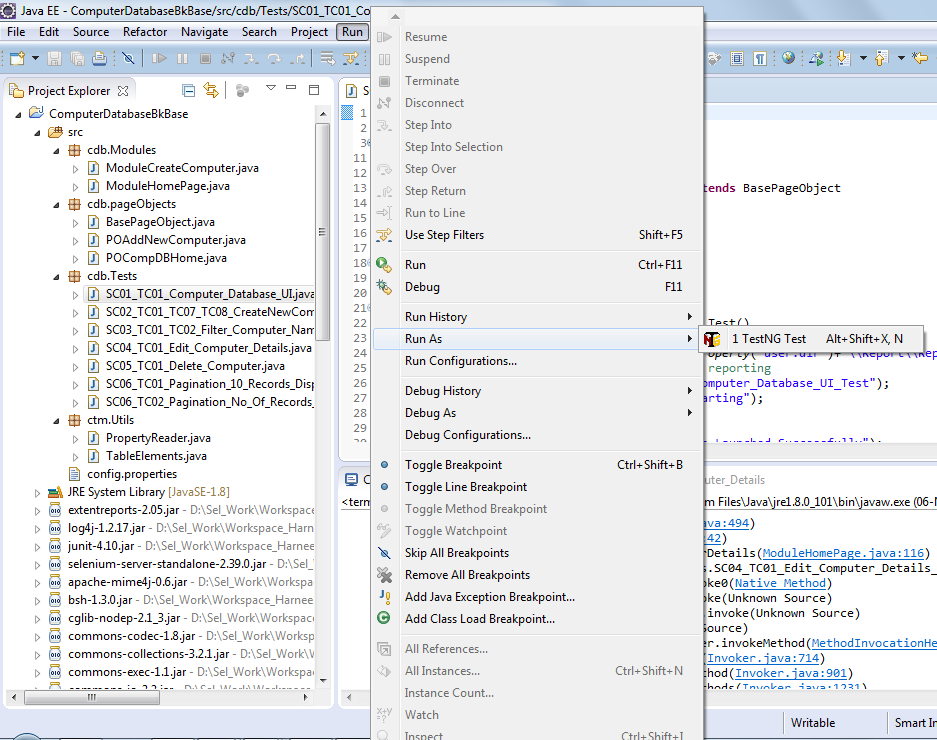 Java EE - ComputerDatabaseBkBase/src/cdb/Tests/SC01_TC01_Co
File Edit Source Refactor Navigate Search Project Run
Project Explorer
ComputerDatabaseBkBase
src
cdb.Modules
ModuleCreateComputer.java
ModuleHomePage.java
cdb.pageObjects
BasePageObject.java
POAddNewComputer.java
POCompDBHome.java
cdb.Tests
SC01_TC01_Computer_Database_UI.java
SC02_TC01_TC07_TC08_CreateNewCom
SC03_TC01_TC02_Filter_Computer_Nam
SC04_TC01_Edit_Computer_Details.java
SC05_TC01_Delete_Computer.java
SC06_TC01_Pagination_10_Records_Disp
SC06_TC02_Pagination_No_Of_Records_
ctm.Utils
PropertyReader.java
TableElements.java
config.properties
JRE System Library [JavaSE-1.8]
extentreports-2.05.jar - D:\Sel_Work\Workspace_
log4j-1.2.17.jar - D:\Sel_Work\Workspace_Harnee
junit-4.10.jar - D:\Sel_Work\Workspace_Harneet
selenium-server-standalone-2.39.0.jar - D:\Sel_
apache-mime4j-0.6.jar - D:\Sel_Work\Workspac
bsh-1.3.0.jar - D:\Sel_Work\Workspace_Harneet
cglib-nodep-2.1_3.jar - D:\Sel_Work\Workspace
commons-codec-1.8.jar - D:\Sel_Work\Workspa
commons-collections-3.2.1.jar - D:\Sel_Work\W
commons-exec-1.1.jar - D:\Sel_Work\Workspac
S
1
2
3
11
12
13
14
15
16
17
18
19
20
21
22
23
24
25
26
27
28
29
30
Resume
Suspend
Terminate
Disconnect
Step Into
Step Into Selection
Step Over
Step Return
Run to Line
Use Step Filters Shift+F5
Run Ctrl+F11
Debug F11
Run History
Run As
Run Configurations...
Debug History
Debug As
Debug Configurations...
Toggle Breakpoint Ctrl+Shift+B
Toggle Line Breakpoint
Toggle Method Breakpoint
Toggle Watchpoint
Skip All Breakpoints
Remove All Breakpoints
Add Java Exception Breakpoint...
Add Class Load Breakpoint...
All References...
All Instances... Ctrl+Shift+N
Instance Count...
Watch
Inspect Ctrl+Shift+I
1 TestNG Test Alt+Shift+X, N
tends BasePageObject
Test()
operty("user.dir")+ "\\Report\\Rep
reporting
omputer_Database_UI_Test");
arting");
Launched Successfully");
C
<term
uter_Details
m Files\Java\jre1.8.0_101\bin\javaw.exe (06-N
ava:494)
:42)
rDetails(ModuleHomePage.java:116)
s.SC04_TC01_Edit_Computer_Details_
oke0(Native Method)
oke(Unknown Source)
.invoke(Unknown Source)
Source)
er.invokeMethod(MethodInvocationHe
(Invoker.java:714)
thod(Invoker.java:901)
thods(Invoker.java:1231)
Writable
Smart In